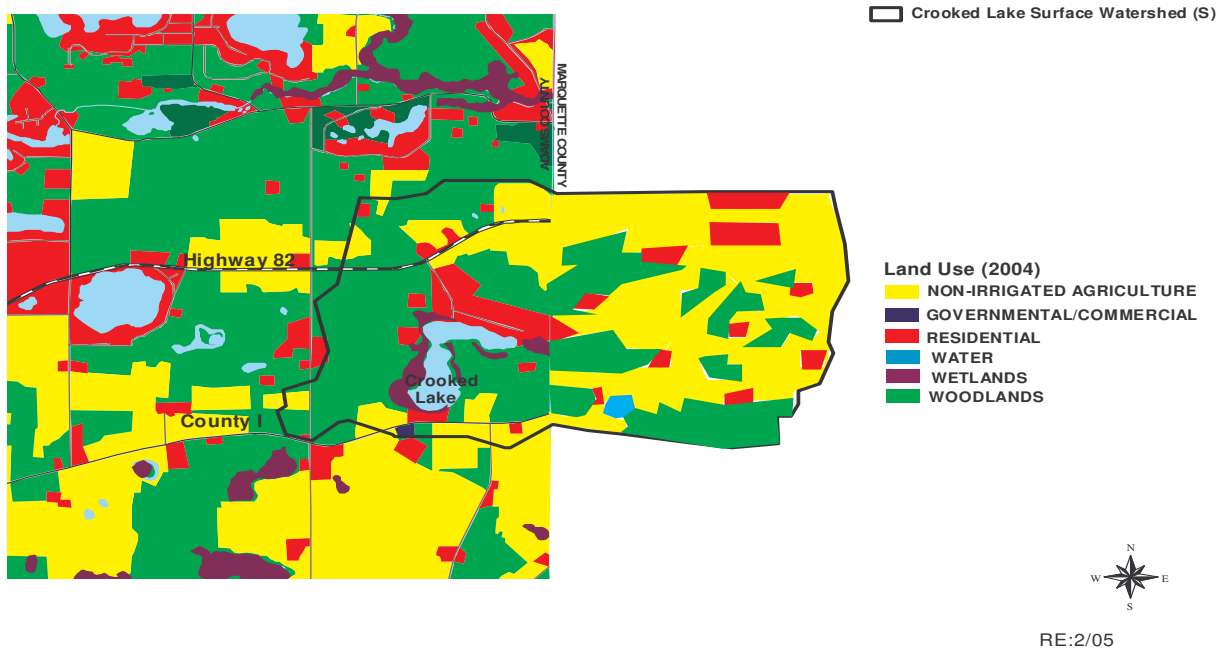 Crooked Lake Surface Watershed (S)
MARQUETTE COUNTY
ADAMS COUNTY
Highway 82
Land Use (2004)
NON-IRRIGATED AGRICULTURE
GOVERNMENTAL/COMMERCIAL
RESIDENTIAL
WATER
WETLANDS
WOODLANDS
Crooked
Lake
County I
N
W
E
S
RE:2/05